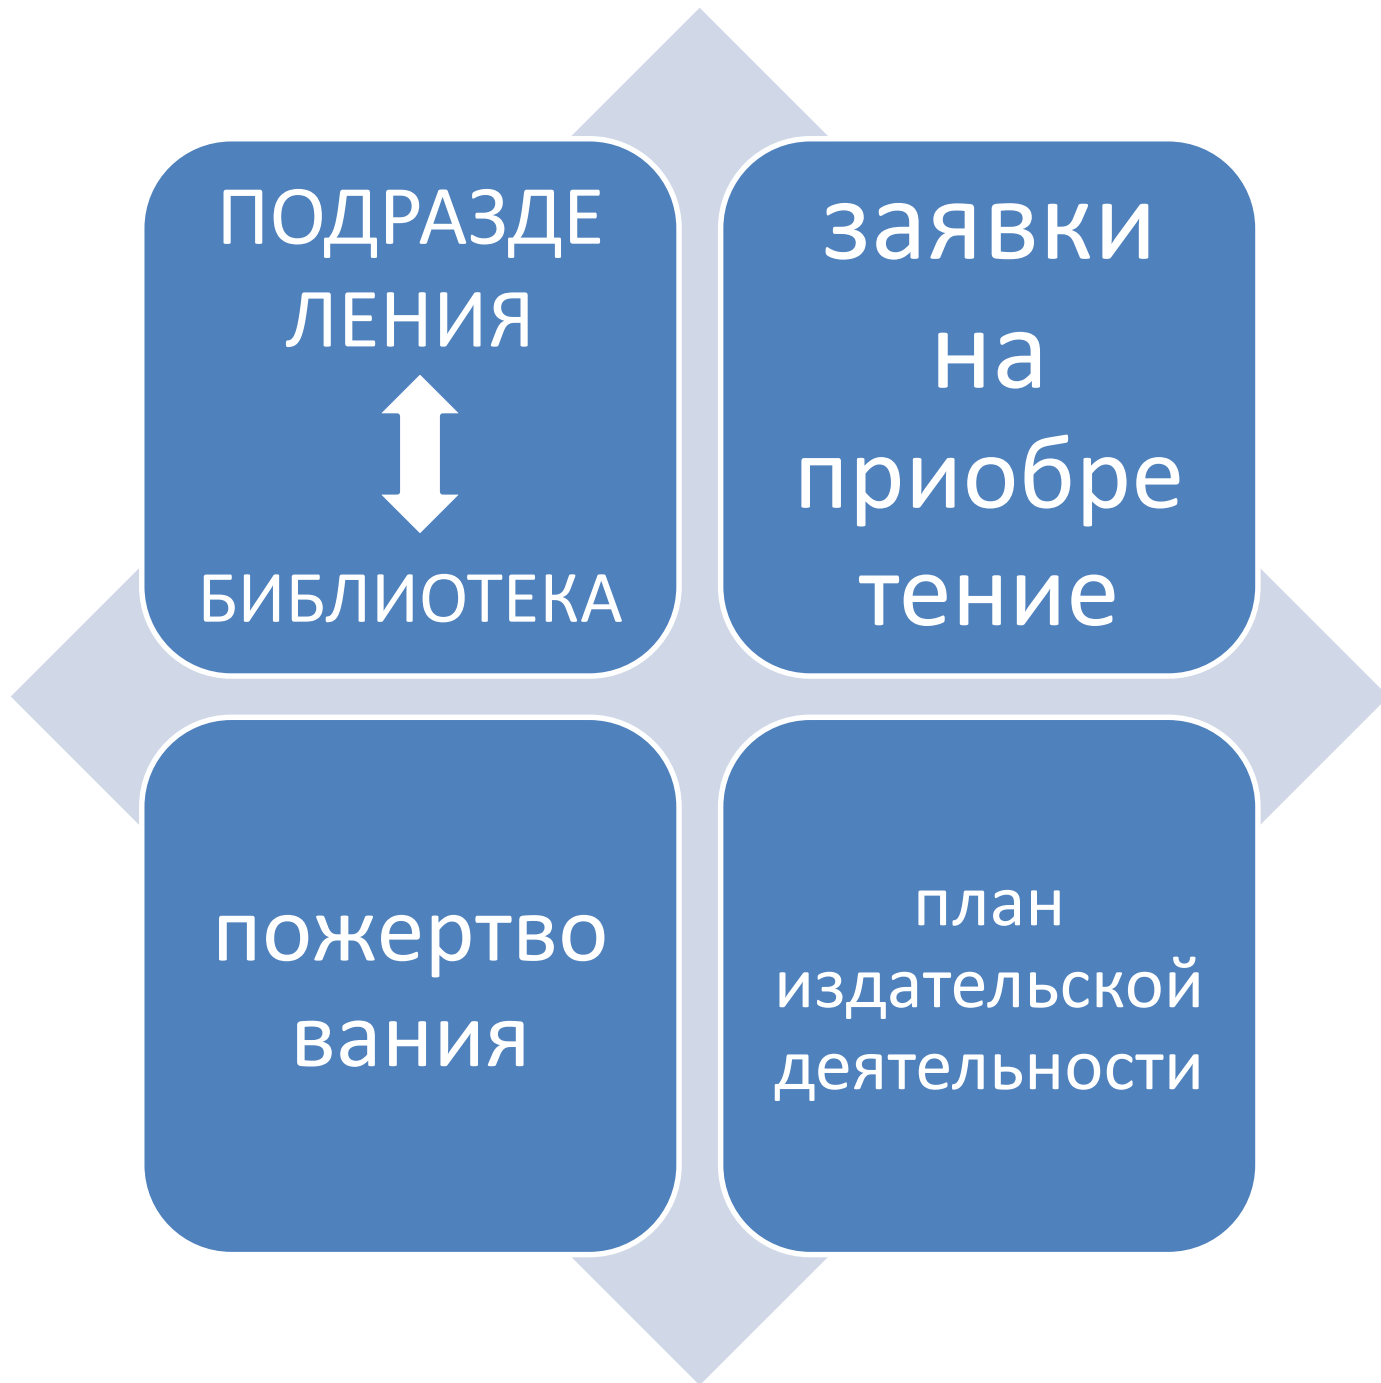 ПОДРАЗДЕ
ЛЕНИЯ
БИБЛИОТЕКА
заявки
на
приобре
тение
пожертво
вания
план
издательской
деятельности